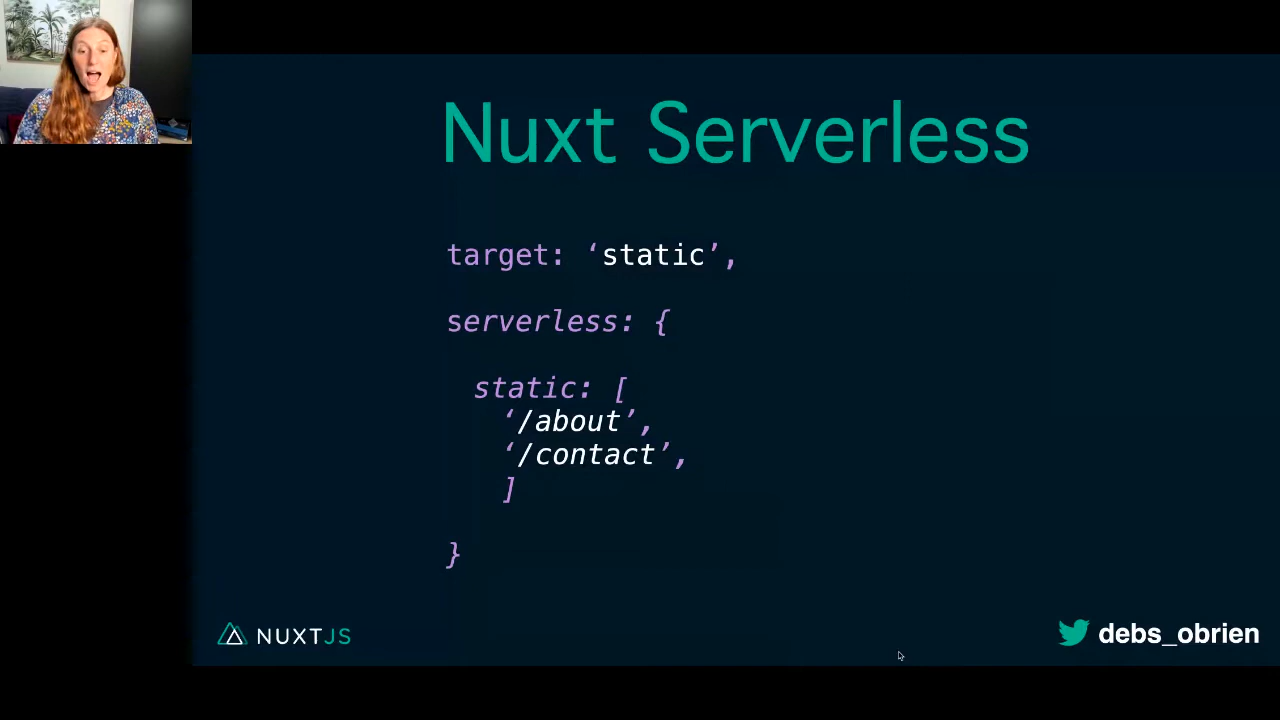 Nuxt Serverless
target: ‘static’,
serverless: {
static: [
‘/about’,
‘/contact’,
]
}
NUXTJS
debs_obrien